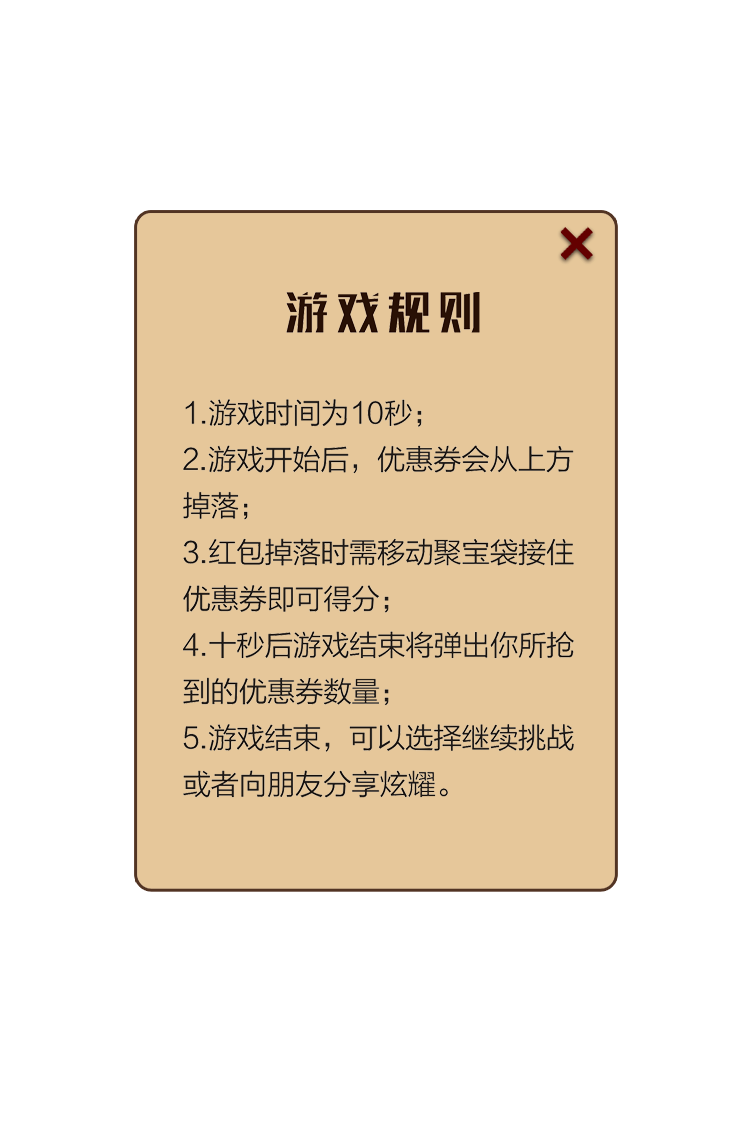 游戏规则
1.游戏时间为10秒；
2.游戏开始后，优惠券会从上方
掉落；
3.红包掉落时需移动聚宝袋接住
优惠券即可得分；
4.十秒后游戏结束将弹出你所抢
到的优惠券数量；
5.游戏结束，可以选择继续挑战
或者向朋友分享炫耀。